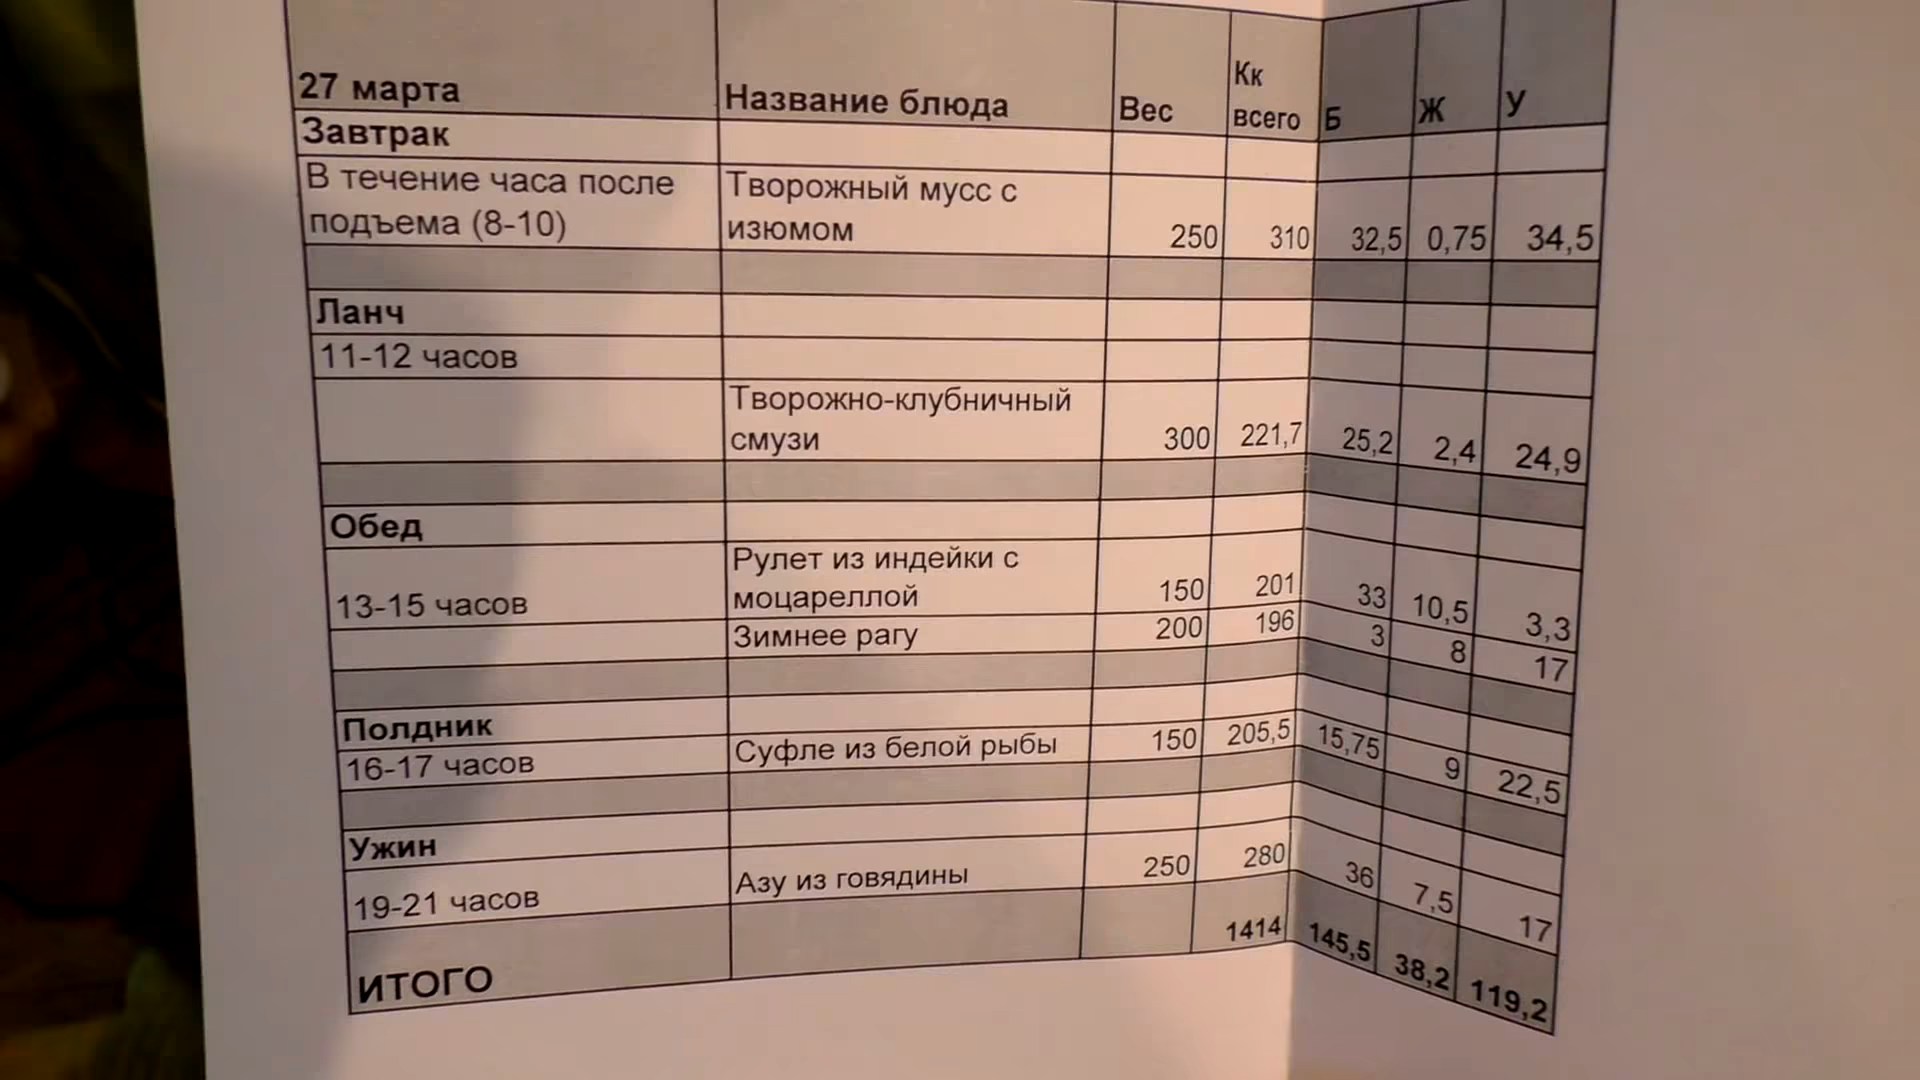 27 марта Название блюда Вес Кк всего Б Ж У
Завтрак
В течение часа после Творожный мусс с
подъема (8-10) изюмом 250 310 32,5 0,75 34,5
Ланч
11-12 часов
Творожно-клубничный
смузи 300 221,7 25,2 2,4 24,9
Обед
Рулет из индейки с
13-15 часов моцареллой 150 201 33 10,5 3,3
Зимнее рагу 200 196 3 8 17
Полдник
16-17 часов Суфле из белой рыбы 150 205,5 15,75 9 22,5
Ужин
19-21 часов Азу из говядины 250 280 36 7,5 17
ИТОГО 1414 145,5 38,2 119,2